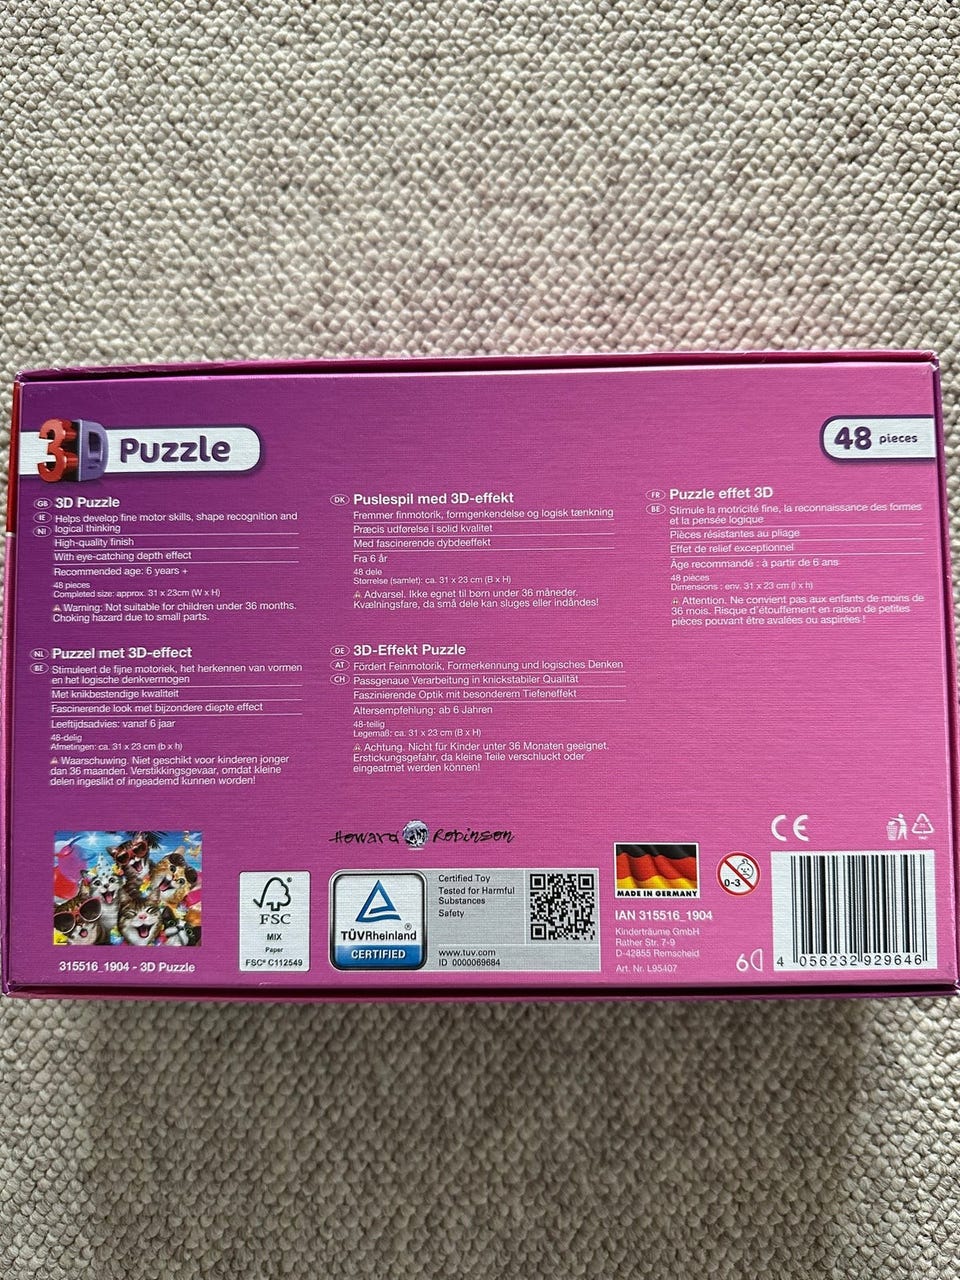 3D Puzzle
48 pieces
GB 3D Puzzle
IE Helps develop fine motor skills, shape recognition and
NI logical thinking
High-quality finish
With eye-catching depth effect
Recommended age: 6 years +
48 pieces
Completed size: approx. 31 x 23cm (W x H)
Warning: Not suitable for children under 36 months.
Choking hazard due to small parts.
DK Puslespil med 3D-effekt
Fremmer finmotorik, formgenkendelse og logisk tænkning
Præcis udførelse i solid kvalitet
Med fascinerende dybdeeffekt
Fra 6 år
48 dele
Størrelse (samlet): ca. 31 x 23 cm (B x H)
Advarsel. Ikke egnet til børn under 36 måneder.
Kvælningsfare, da små dele kan sluges eller indåndes!
FR Puzzle effet 3D
BE Stimule la motricité fine, la reconnaissance des formes
et la pensée logique
Pièces résistantes au pliage
Effet de relief exceptionnel
Âge recommandé : à partir de 6 ans
48 pièces
Dimensions : env. 31 x 23 cm (l x h)
Attention. Ne convient pas aux enfants de moins de
36 mois. Risque d'étouffement en raison de petites
pièces pouvant être avalées ou aspirées !
NL Puzzel met 3D-effect
BE Stimuleert de fijne motoriek, het herkennen van vormen
en het logische denkvermogen
Met knikbestendige kwaliteit
Fascinerende look met bijzondere diepte effect
Leeftijdsadvies: vanaf 6 jaar
48-delig
Afmetingen: ca. 31 x 23 cm (b x h)
Waarschuwing. Niet geschikt voor kinderen jonger
dan 36 maanden. Verstikkingsgevaar, omdat kleine
delen ingeslikt of ingeademd kunnen worden!
DE 3D-Effekt Puzzle
AT Fördert Feinmotorik, Formerkennung und logisches Denken
CH Passgenaue Verarbeitung in knickstabiler Qualität
Faszinierende Optik mit besonderem Tiefeneffekt
Altersempfehlung: ab 6 Jahren
48-teilig
Legemaß: ca. 31 x 23 cm (B x H)
Achtung. Nicht für Kinder unter 36 Monaten geeignet.
Erstickungsgefahr, da kleine Teile verschluckt oder
eingeatmet werden können!
315516_1904 - 3D Puzzle
FSC
MIX
Paper
FSC® C112549
Howard Robinson
TÜVRheinland®
CERTIFIED
Certified Toy
Tested for Harmful
Substances
Safety
www.tuv.com
ID 0000069684
MADE IN GERMANY
IAN 315516_1904
Kinderträume GmbH
Rather Str. 7-9
D-42855 Remscheid
Art. Nr. L95407
0-3
CE
6
4 056232 929646